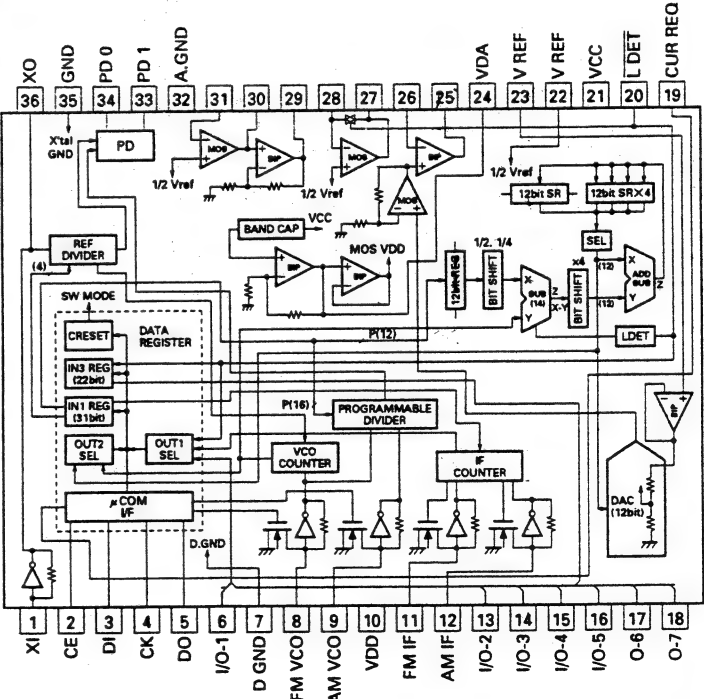 XO
GND
PD 0
PD 1
A.GND
VDA
V REF
V REF
VCC
L DET
CUR REQ
36
35
34
33
32
31
30
29
28
27
26
25
24
23
22
21
20
19
X'tal
GND
PD
MOS
BIP
1/2 Vref
MOS
BIP
1/2 Vref
MOS
1/2 Vref
12bit SR
12bit SR×4
SEL
BAND CAP
VCC
REF
DIVIDER
(4)
BIP
MOS VDD
BIP
12bit REG
1/2, 1/4
BIT SHIFT
X-
Y
SUB
(14)
Z
X-Y
×4
BIT SHIFT
(12)
(12)
X
Y
ADD
SUB
Z
SW MODE
CRESET
DATA
REGISTER
P(12)
LDET
IN3 REG
(22bit)
IN1 REG
(31bit)
P(16)
PROGRAMMABLE
DIVIDER
BIP
OUT2
SEL
OUT1
SEL
VCO
COUNTER
IF
COUNTER
DAC
(12bit)
μCOM
I/F
D.GND
1
2
3
4
5
6
7
8
9
10
11
12
13
14
15
16
17
18
XI
CE
DI
CK
DO
I/O-1
D GND
FM VCO
AM VCO
VDD
FM IF
AM IF
I/O-2
I/O-3
I/O-4
I/O-5
O-6
O-7